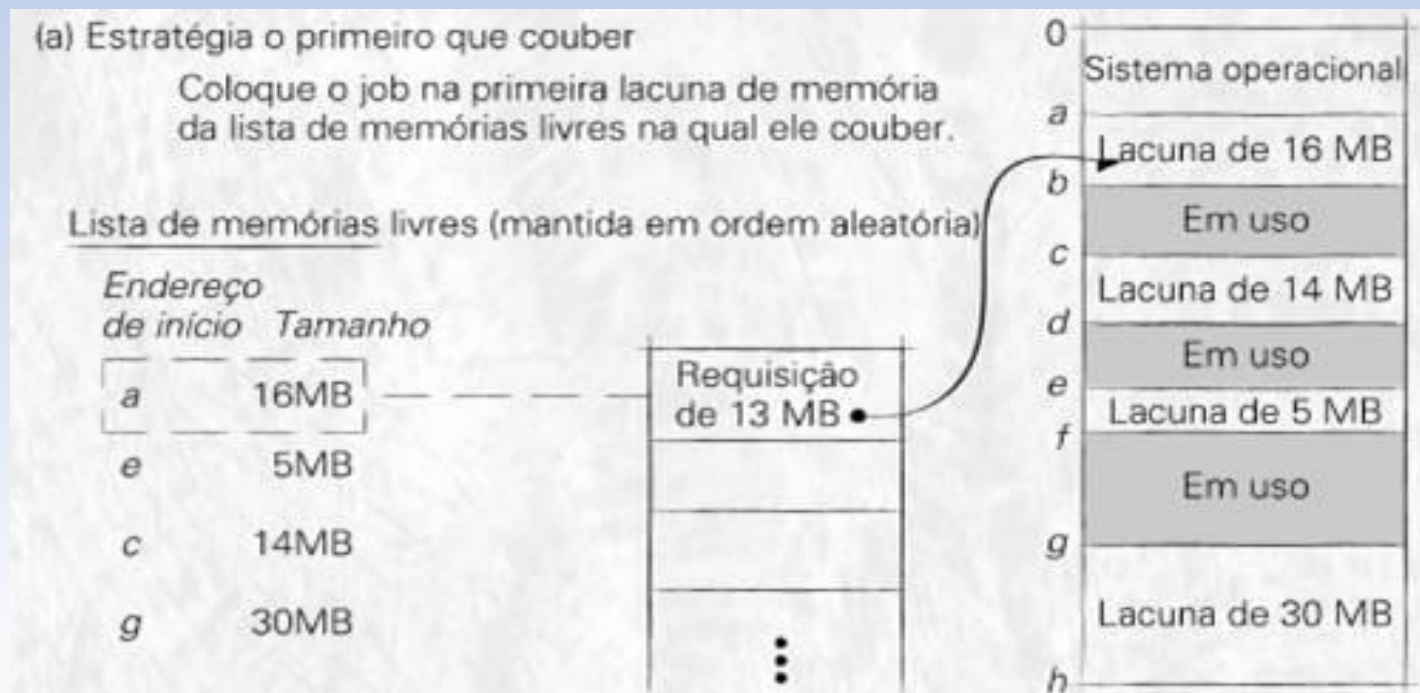 (a) Estratégia o primeiro que couber
Coloque o job na primeira lacuna de memória
da lista de memórias livres na qual ele couber.
Lista de memórias livres (mantida em ordem aleatória)
Endereço
de início Tamanho
a 16MB
e 5MB
c 14MB
g 30MB
Requisição
de 13 MB
0
Sistema operacional
a
Lacuna de 16 MB
b
Em uso
c
Lacuna de 14 MB
d
Em uso
e
Lacuna de 5 MB
f
Em uso
g
Lacuna de 30 MB
h